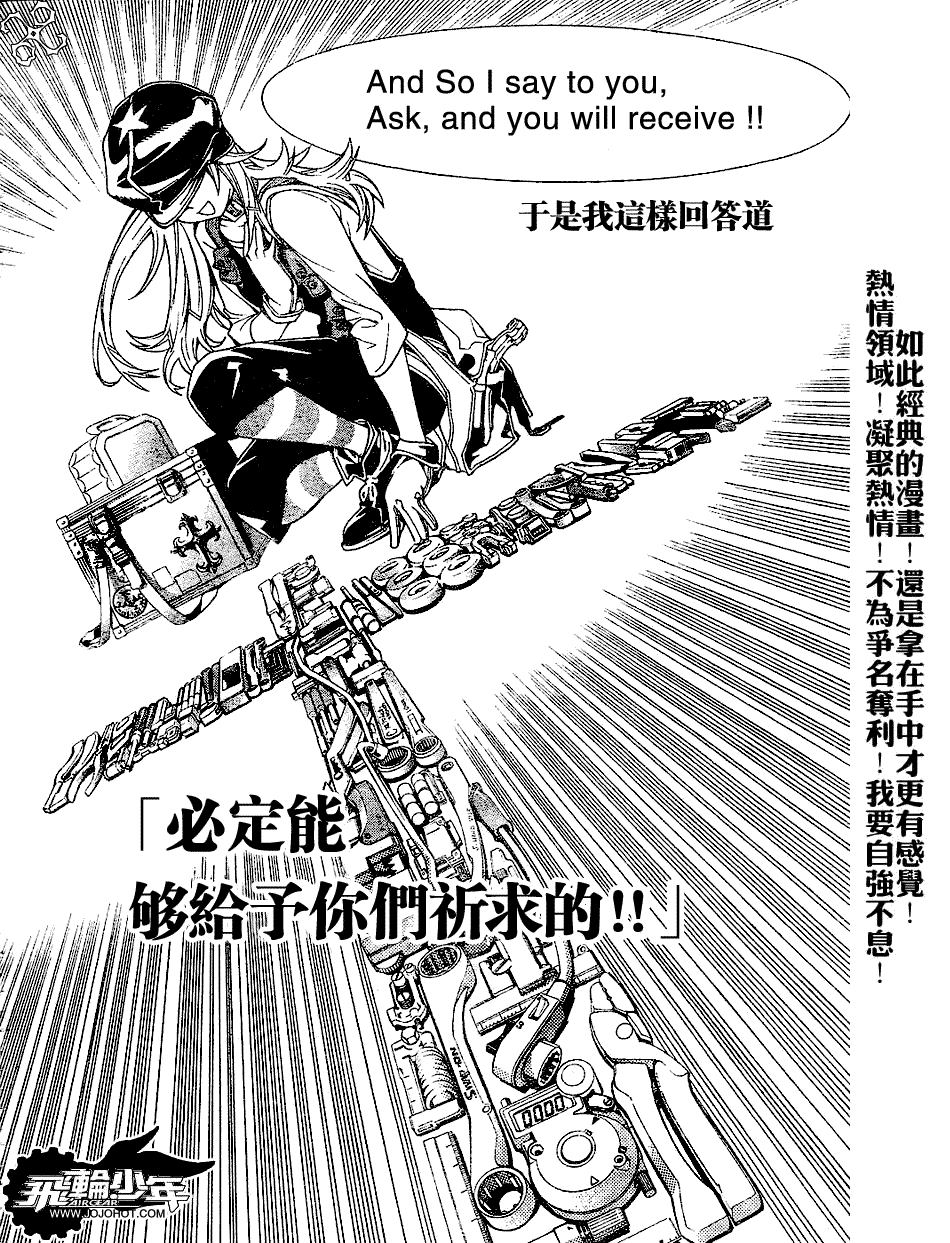 And So I say to you,
Ask, and you will receive !!
于是我這樣回答道
如此經典的漫畫！還是拿在手中才更有感覺！
熱情領域！凝聚熱情！不為爭名奪利！我要自強不息！
「必定能
够給予你們祈求的!!」
0000
飛輪少年
AIRGEAR
WWW.JOJOHOT.COM